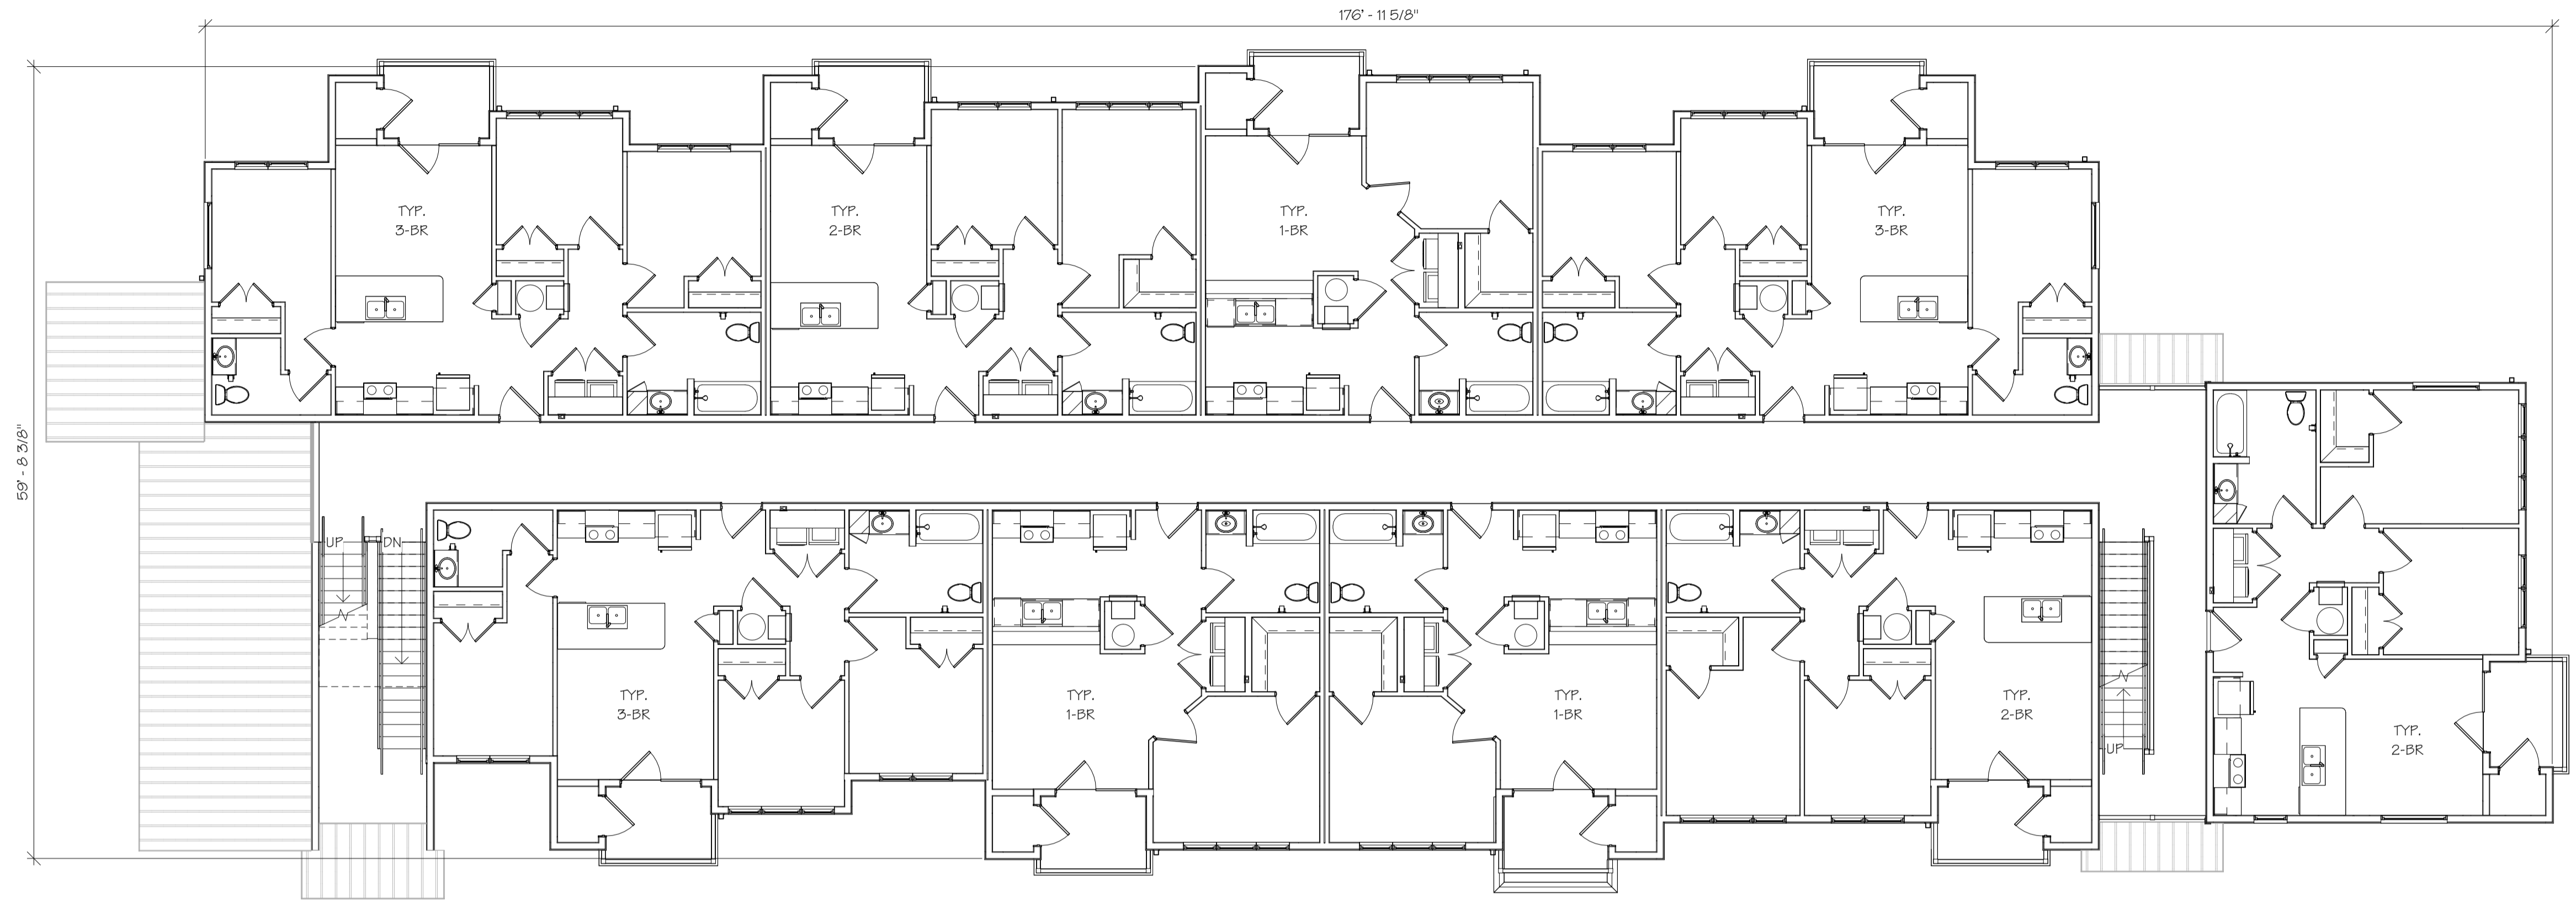 176' - 11 5/8"
59' - 8 3/8"
TYP.
3-BR
TYP.
2-BR
TYP.
1-BR
TYP.
3-BR
UP
DN
TYP.
3-BR
TYP.
1-BR
TYP.
1-BR
TYP.
2-BR
UP
TYP.
2-BR